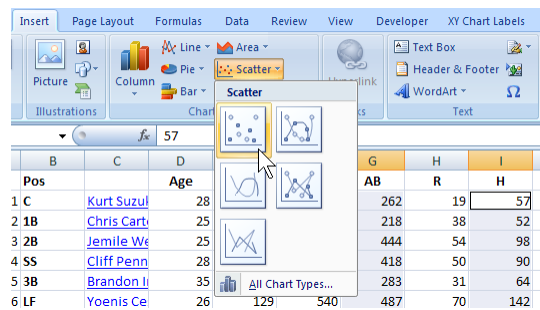 Insert Page Layout Formulas Data Review View Developer XY Chart Labels
Picture
Illustrations
Column
Line
Pie
Bar
Area
Scatter
Text Box
Header & Footer
WordArt
Ω
Text
Scatter
All Chart Types...
fx 57
B C D G H I
Pos Age AB R H
1 C Kurt Suzu 28 262 19 57
2 1B Chris Cart 25 218 38 52
3 2B Jemile We 25 444 54 98
4 SS Cliff Penn 28 418 50 90
5 3B Brandon I 35 283 31 64
6 LF Yoenis Ce 26 129 540 487 70 142